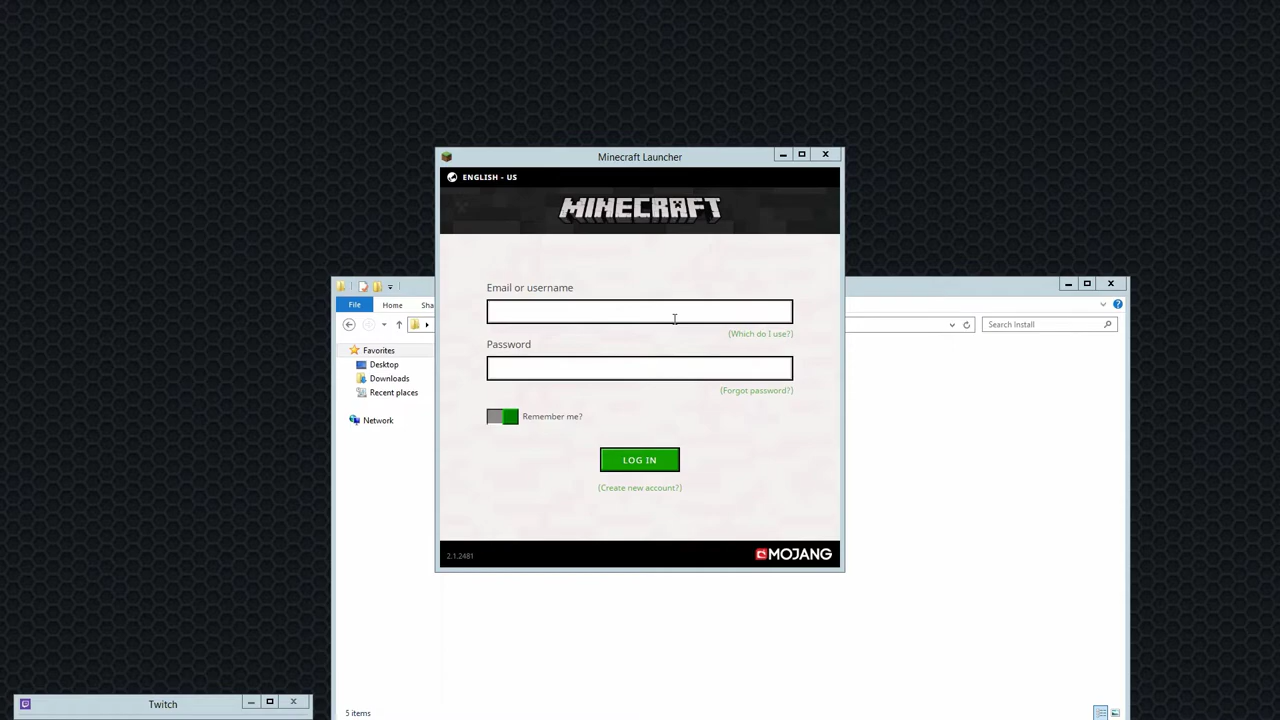 Minecraft Launcher
ENGLISH - US
MINECRAFT
Email or username
(Which do I use?)
Password
(Forgot password?)
Remember me?
LOG IN
(Create new account?)
2.1.2481
MOJANG
File
Home
Sha
Search Install
Favorites
Desktop
Downloads
Recent places
Network
5 items
Twitch